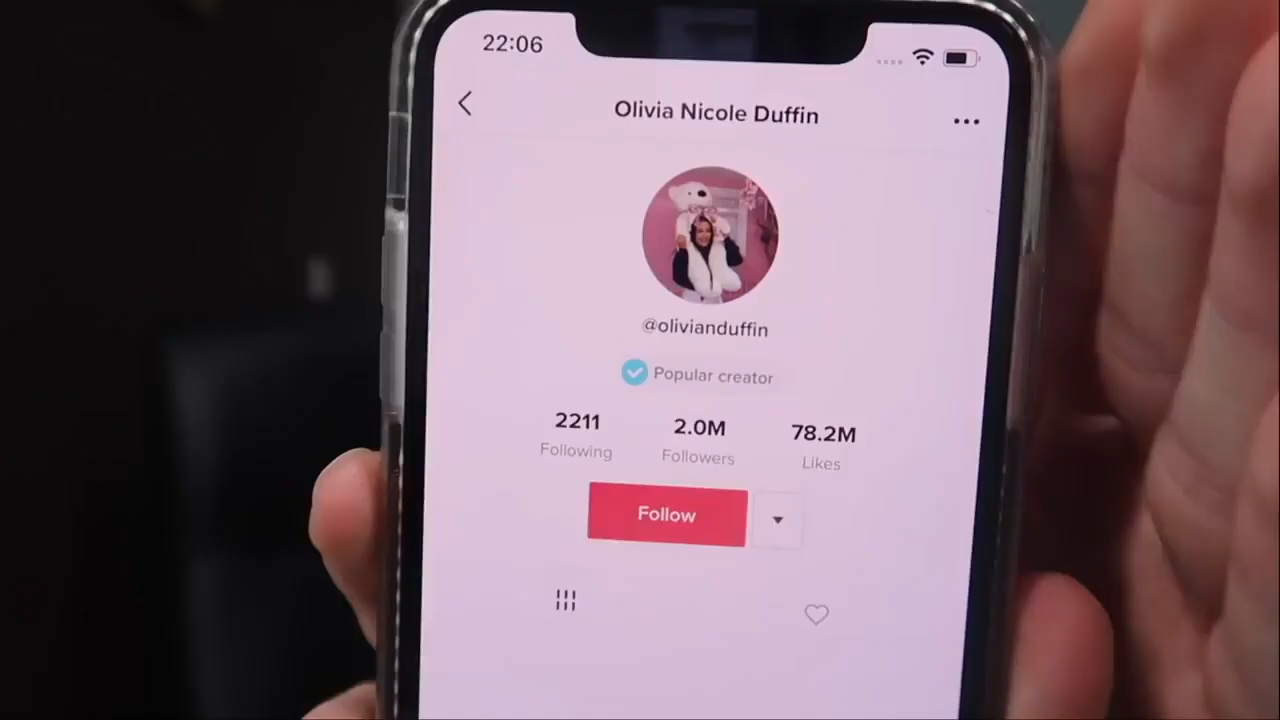 22:06
Olivia Nicole Duffin
@olivianduffin
Popular creator
2211 2.0M 78.2M
Following Followers Likes
Follow